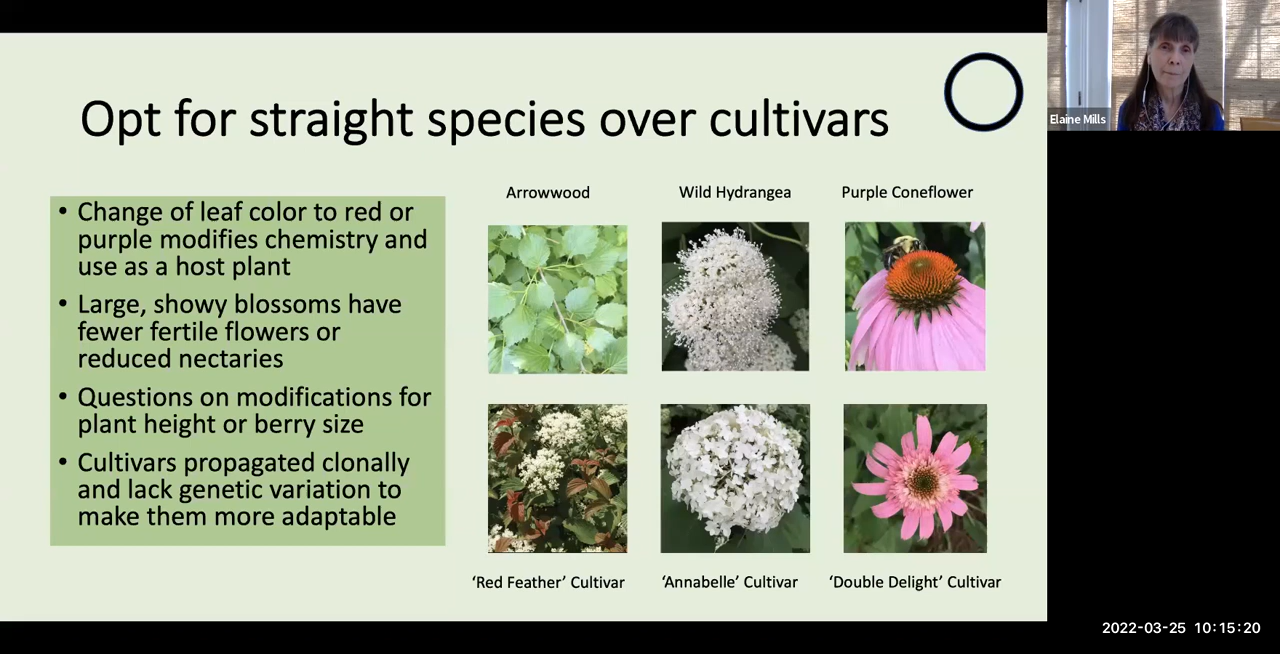 Opt for straight species over cultivars
• Change of leaf color to red or
purple modifies chemistry and
use as a host plant
• Large, showy blossoms have
fewer fertile flowers or
reduced nectaries
• Questions on modifications for
plant height or berry size
• Cultivars propagated clonally
and lack genetic variation to
make them more adaptable
Arrowwood
Wild Hydrangea
Purple Coneflower
‘Red Feather’ Cultivar
‘Annabelle’ Cultivar
‘Double Delight’ Cultivar
Elaine Mills
2022-03-25 10:15:20